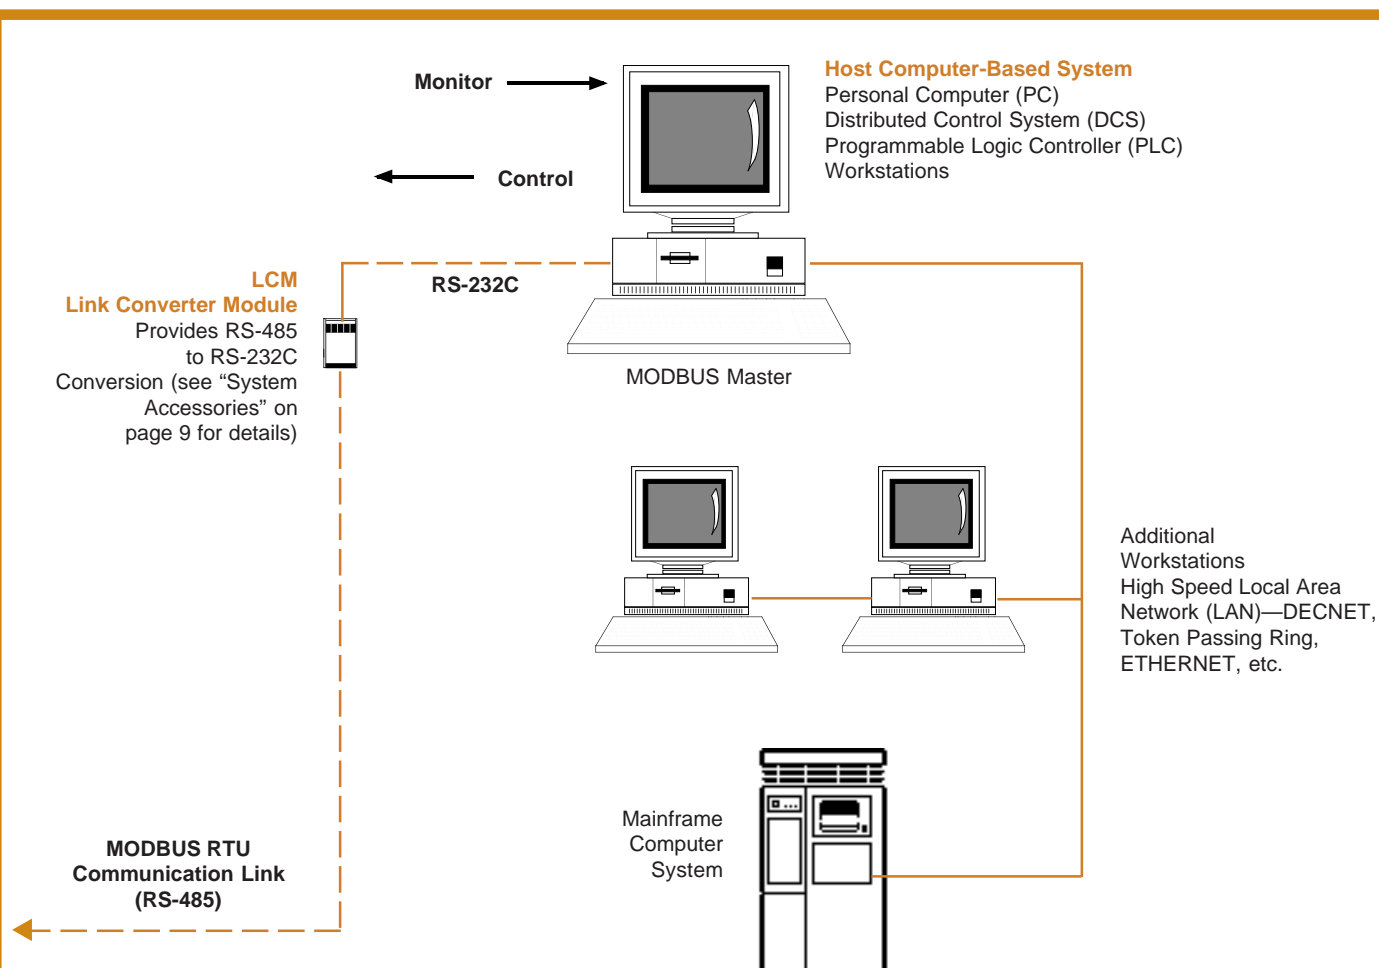 Monitor
Control
Host Computer-Based System
Personal Computer (PC)
Distributed Control System (DCS)
Programmable Logic Controller (PLC)
Workstations
LCM
Link Converter Module
Provides RS-485
to RS-232C
Conversion (see “System
Accessories” on
page 9 for details)
RS-232C
MODBUS Master
Additional
Workstations
High Speed Local Area
Network (LAN)—DECNET,
Token Passing Ring,
ETHERNET, etc.
Mainframe
Computer
System
MODBUS RTU
Communication Link
(RS-485)